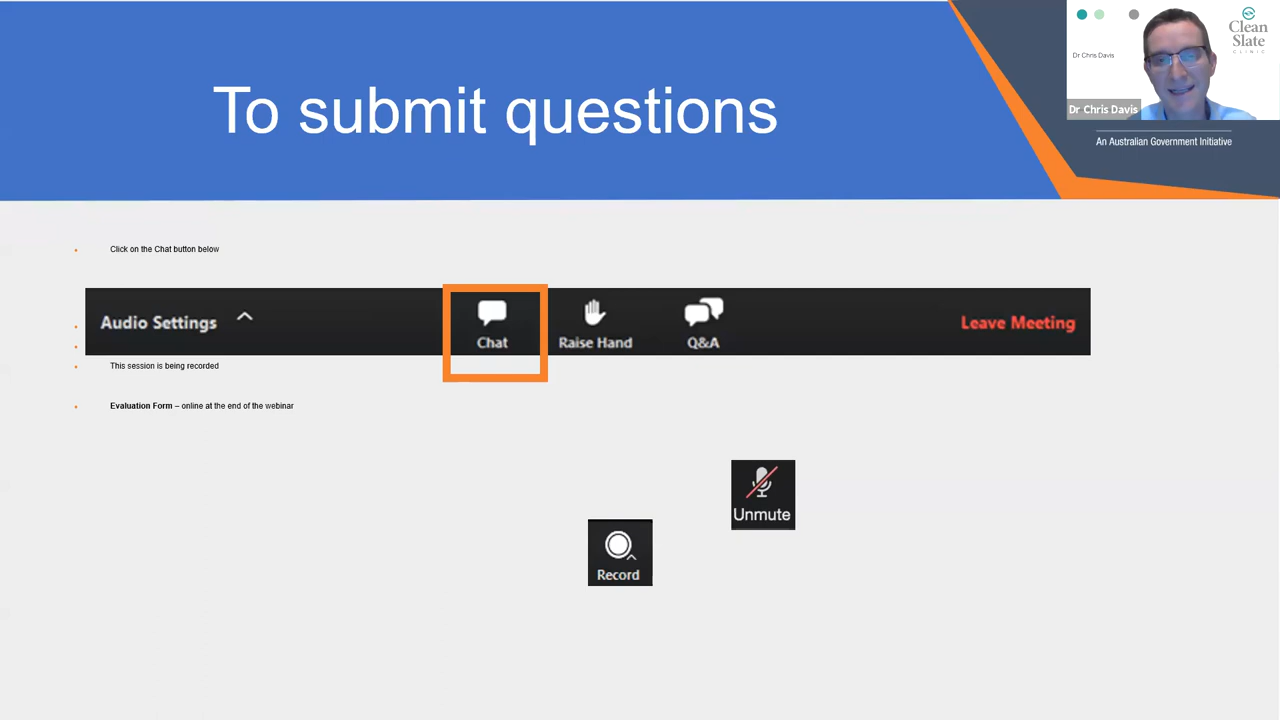 To submit questions
Dr Chris Davis
Clean
Slate
CLINIC
Dr Chris Davis
An Australian Government Initiative
Click on the Chat button below
Audio Settings
Chat
Raise Hand
Q&A
Leave Meeting
This session is being recorded
Evaluation Form – online at the end of the webinar
Unmute
Record